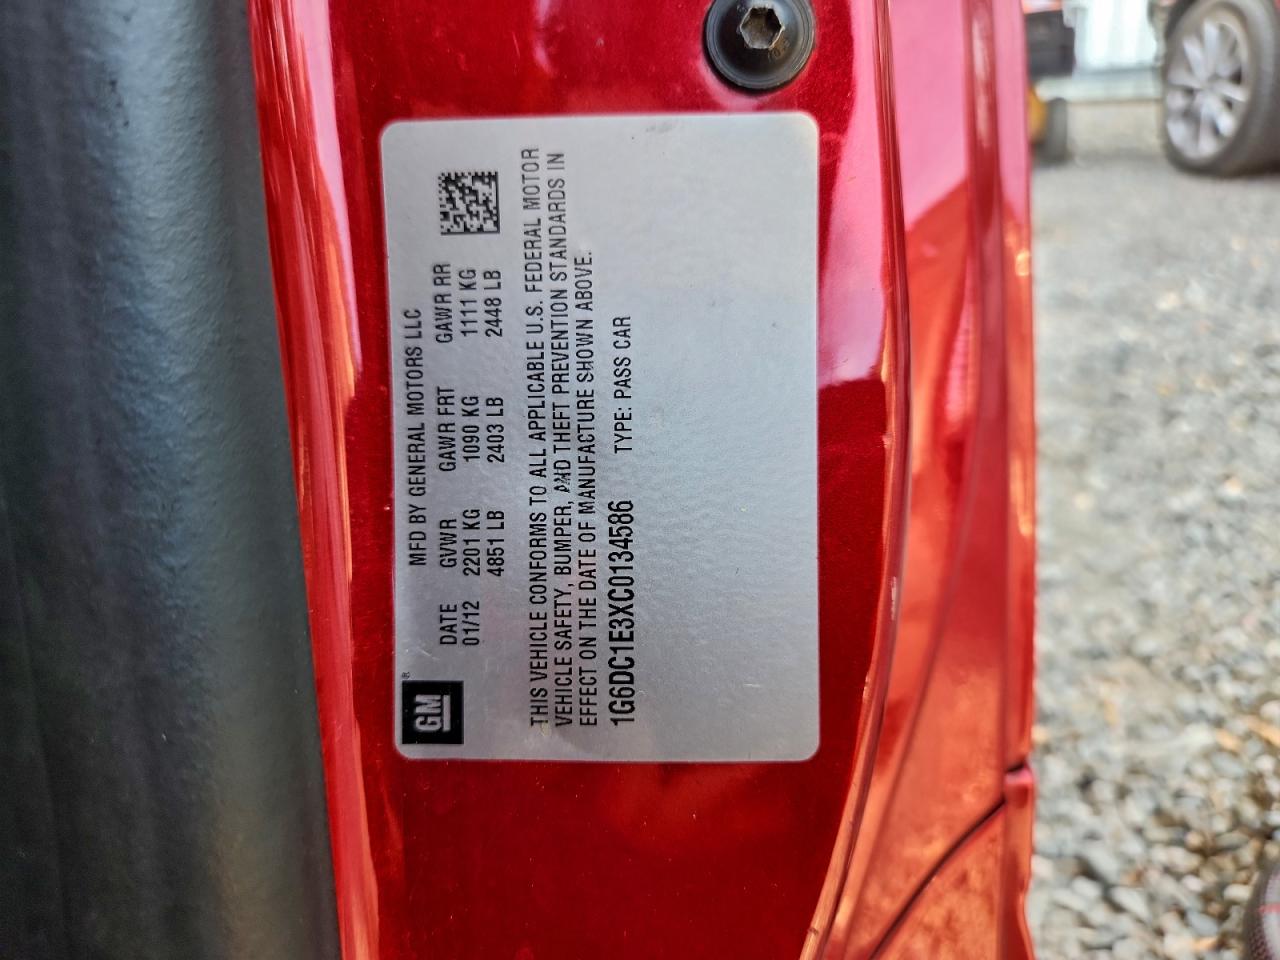 GM®
MFD BY GENERAL MOTORS LLC
DATE GVWR GAWR FRT GAWR RR
01/12 2201 KG 1090 KG 1111 KG
4851 LB 2403 LB 2448 LB
THIS VEHICLE CONFORMS TO ALL APPLICABLE U.S. FEDERAL MOTOR
VEHICLE SAFETY, BUMPER, AND THEFT PREVENTION STANDARDS IN
EFFECT ON THE DATE OF MANUFACTURE SHOWN ABOVE.
1G6DC1E3XC0134586 TYPE: PASS CAR